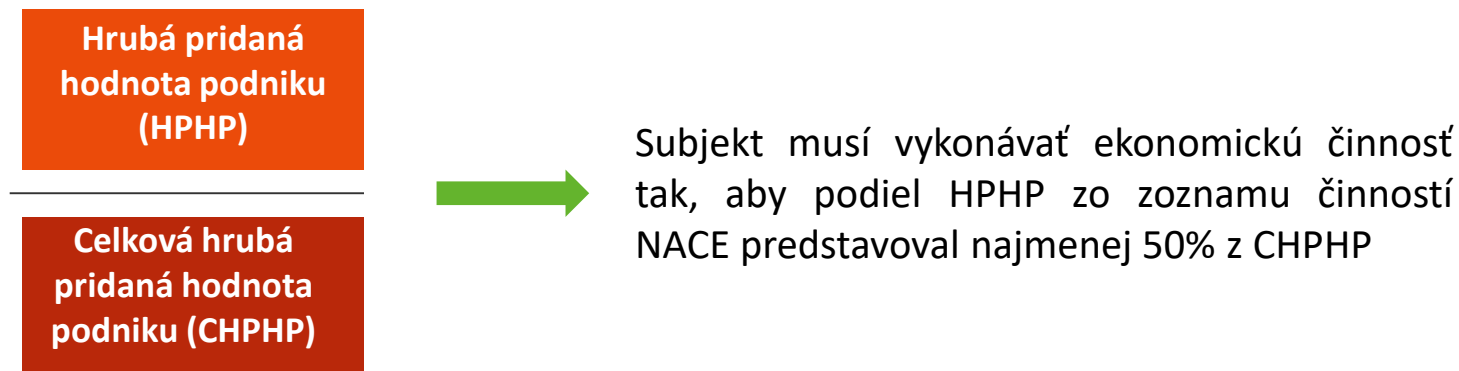 Hrubá pridaná
hodnota podniku
(HPHP)
Celková hrubá
pridaná hodnota
podniku (CHPHP)
Subjekt musí vykonávať ekonomickú činnosť
tak, aby podiel HPHP zo zoznamu činností
NACE predstavoval najmenej 50% z CHPHP